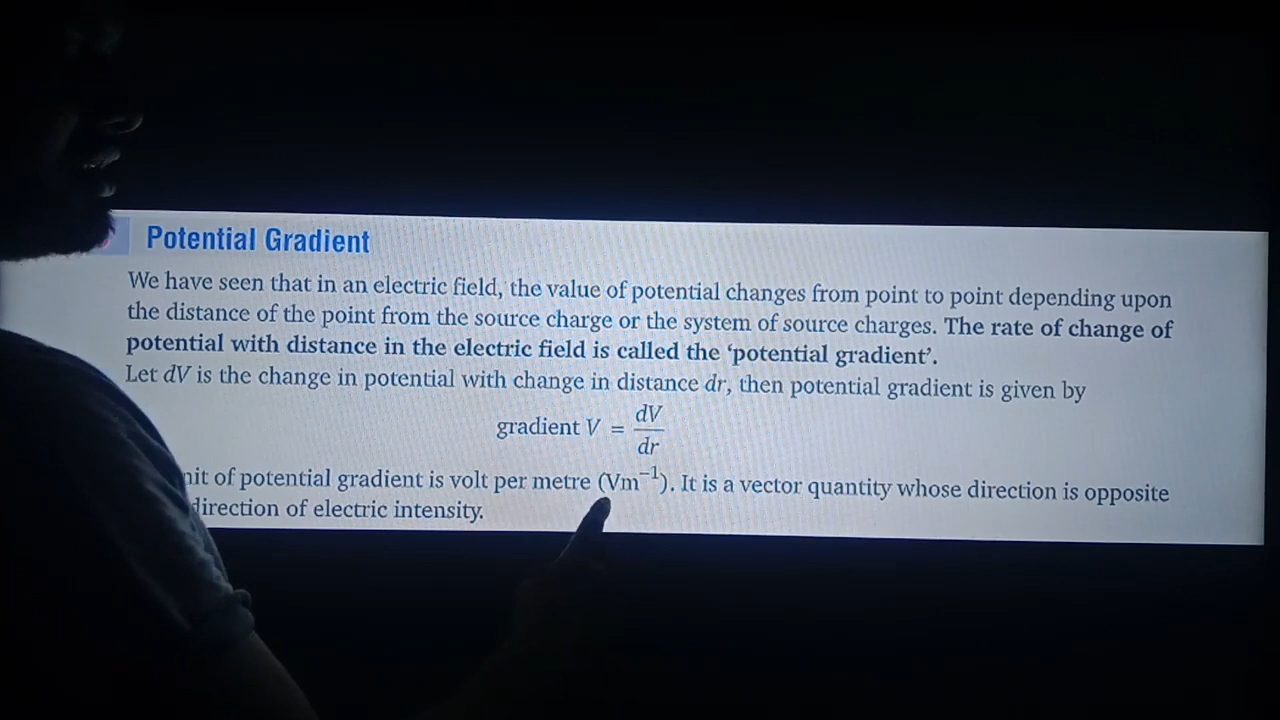 Potential Gradient
We have seen that in an electric field, the value of potential changes from point to point depending upon
the distance of the point from the source charge or the system of source charges. The rate of change of
potential with distance in the electric field is called the ‘potential gradient’.
Let dV is the change in potential with change in distance dr, then potential gradient is given by
gradient V = dV/dr
of potential gradient is volt per metre (Vm⁻¹). It is a vector quantity whose direction is opposite
direction of electric intensity.